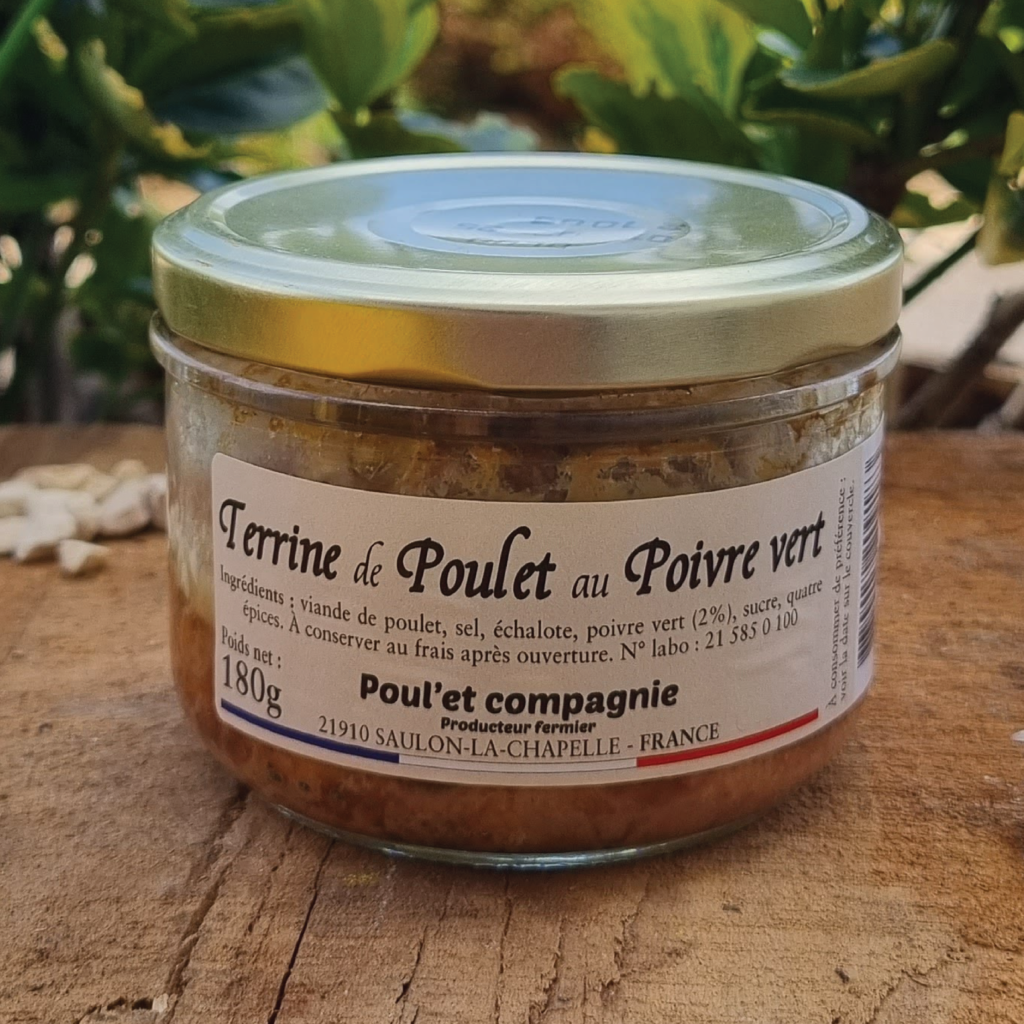 Terrine de Poulet au Poivre vert
Ingrédients : viande de poulet, sel, échalote, poivre vert (2%), sucre, quatre
épices. À conserver au frais après ouverture. N° labo : 21 585 0 100
Poids net :
180g
Poul'et compagnie
Producteur fermier
21910 SAULON-LA-CHAPELLE - FRANCE
A consommer de préférence :
voir la date sur le couvercle.